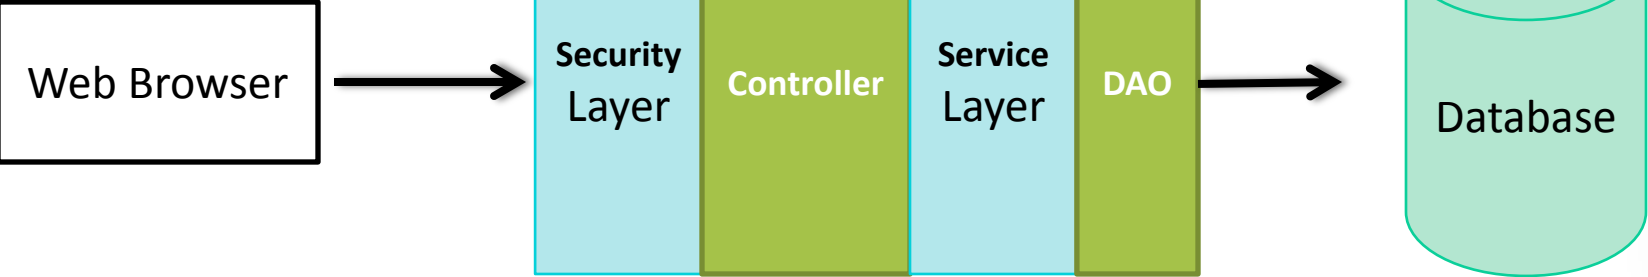 Web Browser
Security
Layer
Controller
Service
Layer
DAO
Database